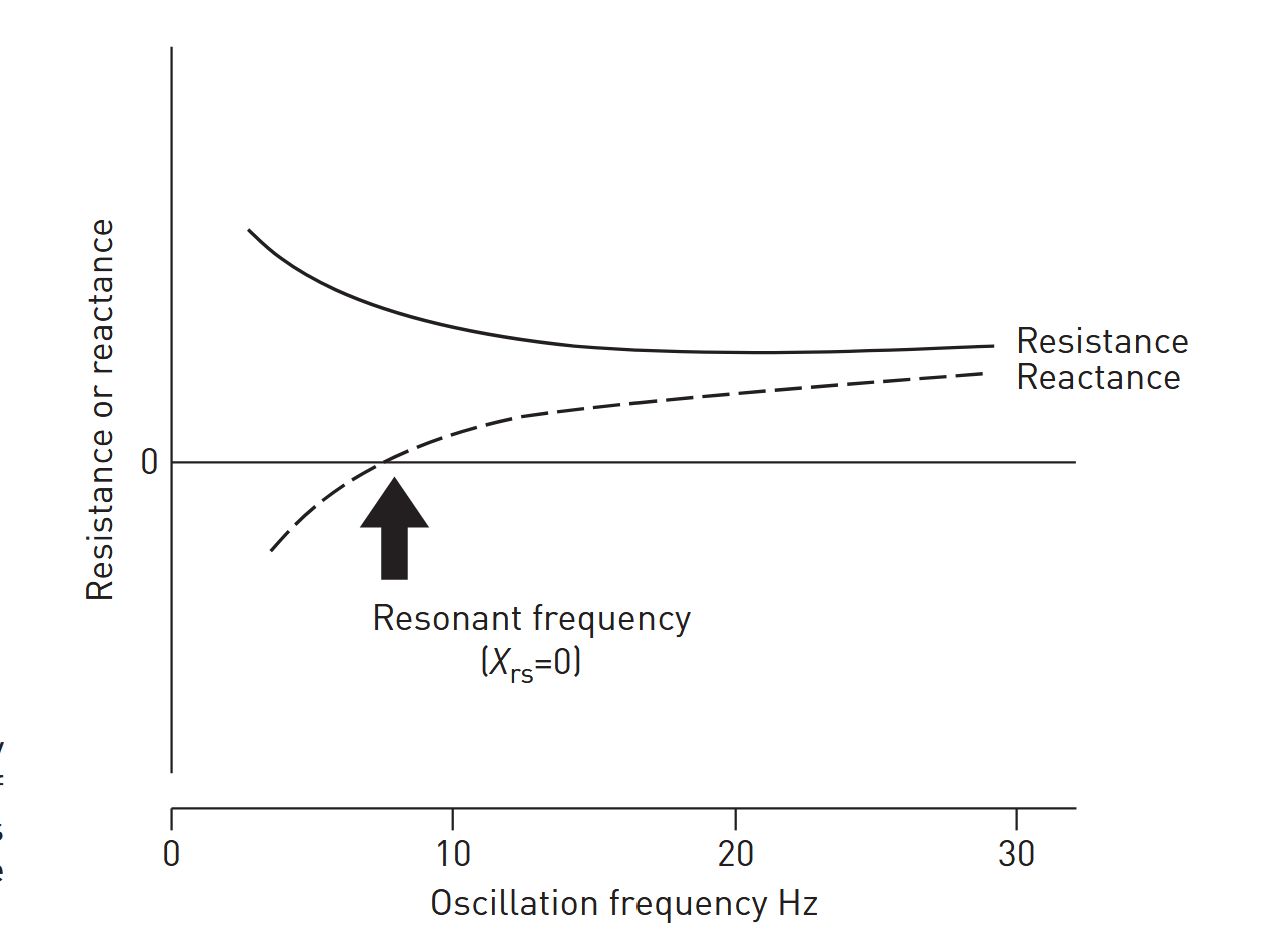 Resistance or reactance
Resistance
Reactance
0
Resonant frequency
(Xrs=0)
0 10 20 30
Oscillation frequency Hz